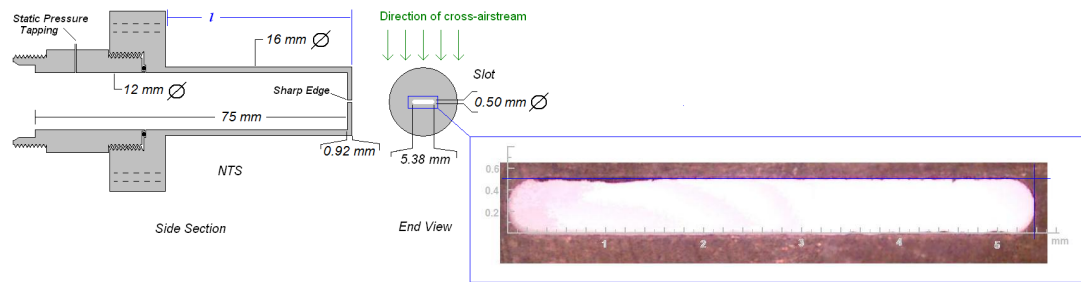 Static Pressure
Tapping
l
16 mm Ø
12 mm Ø
Sharp Edge
75 mm
0.92 mm
NTS
Side Section
Direction of cross-airstream
Slot
0.50 mm Ø
5.38 mm
End View
0.6
0.4
0.2
1 2 3 4 5
mm